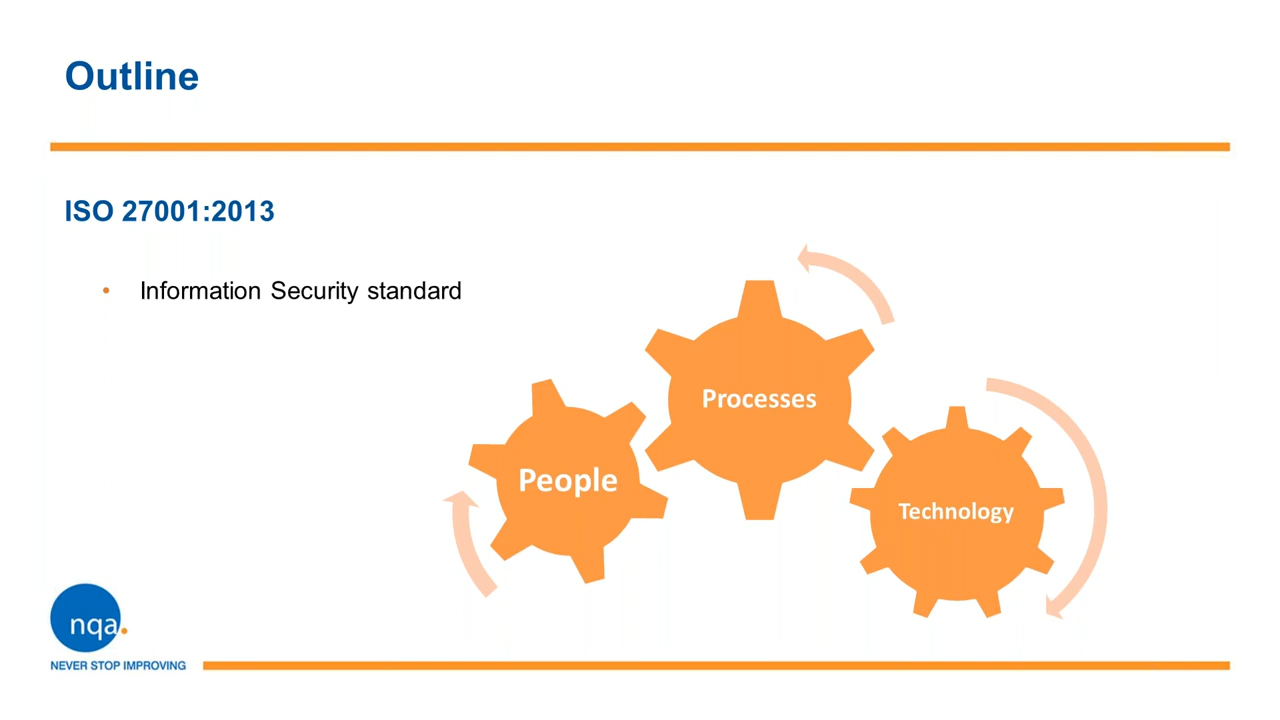 Outline
ISO 27001:2013
• Information Security standard
Processes
People
Technology
nqa.
NEVER STOP IMPROVING